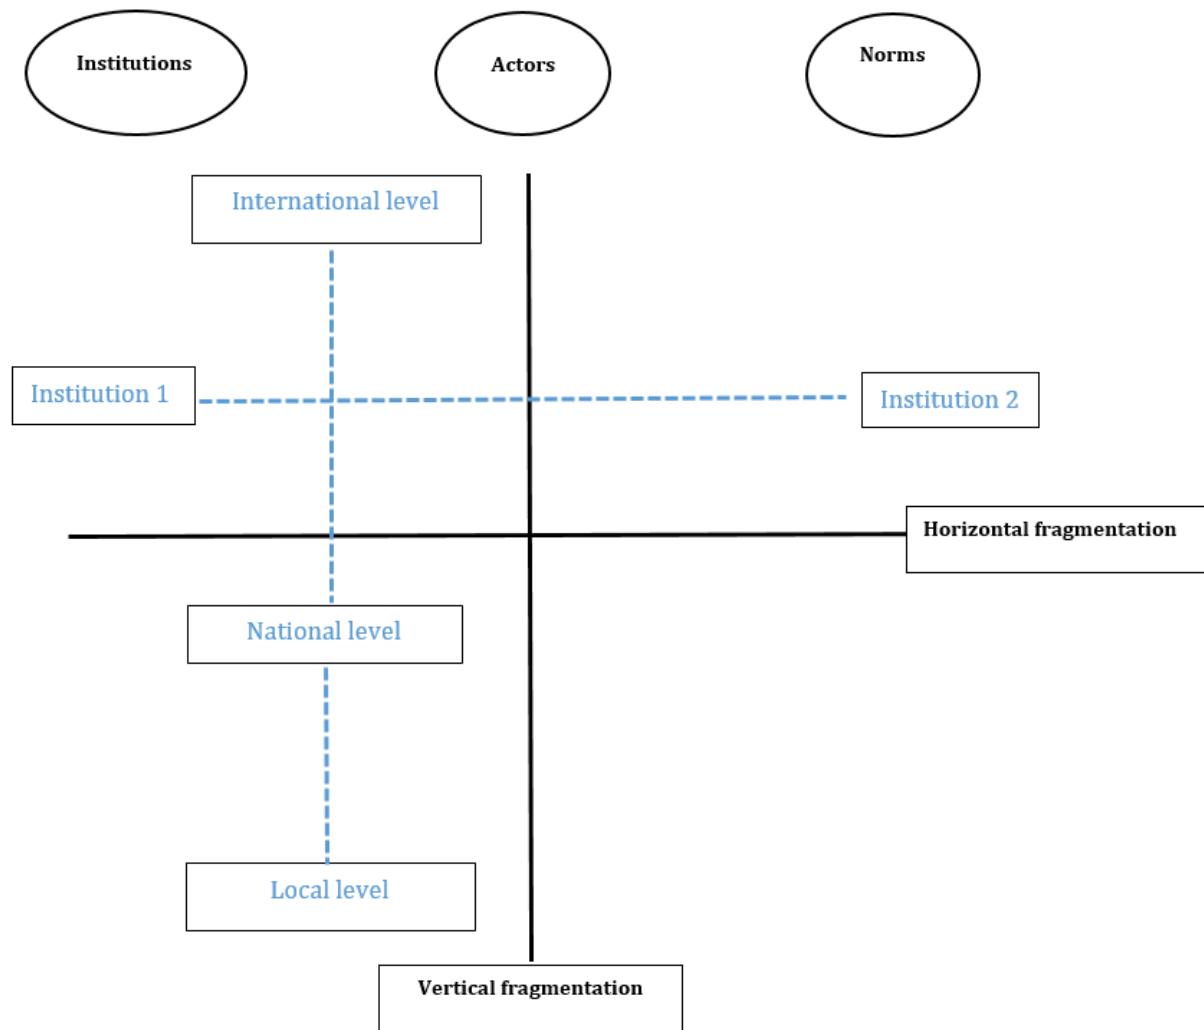 Institutions
Actors
Norms
International level
Institution 1
Institution 2
Horizontal fragmentation
National level
Local level
Vertical fragmentation